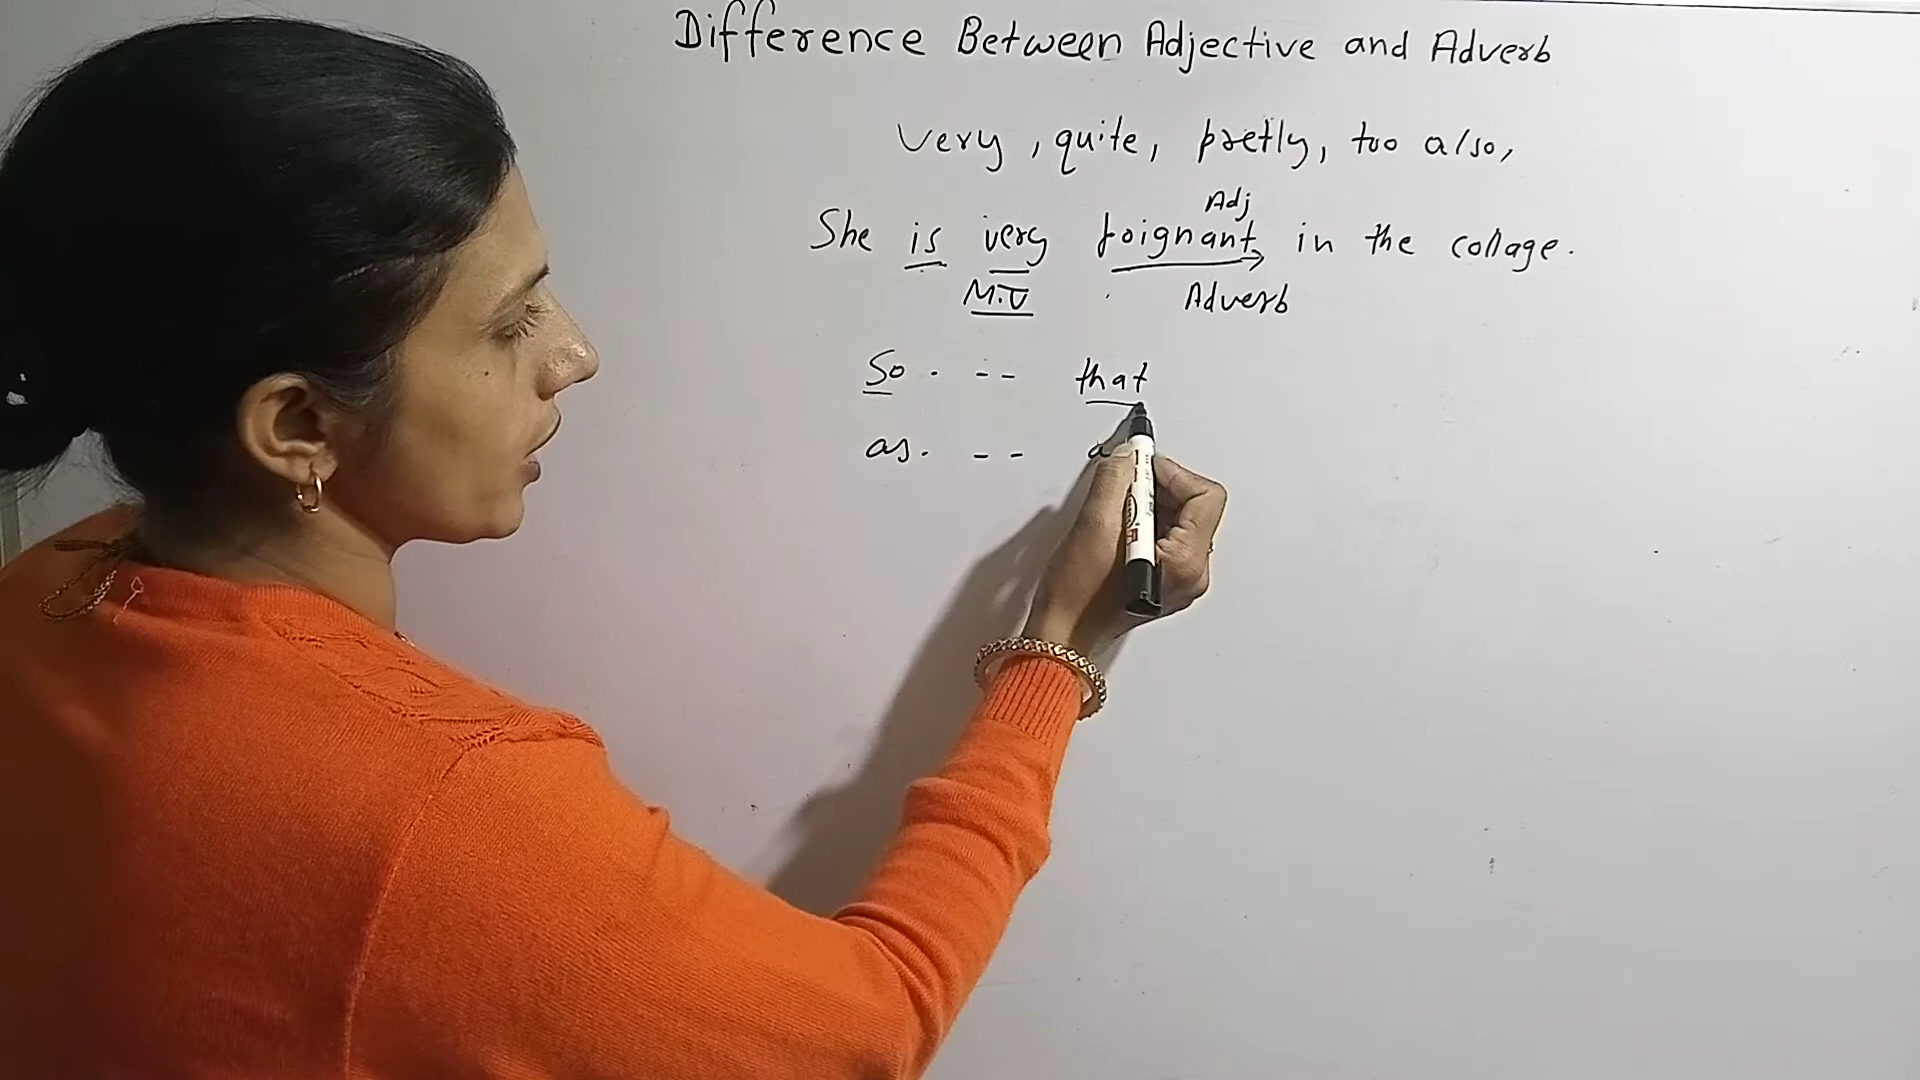 Difference Between Adjective and Adverb
very, quite, pretly, too also,
Adj
She is very poignant in the collage.
M.V Adverb
So . -- that
as. -- a